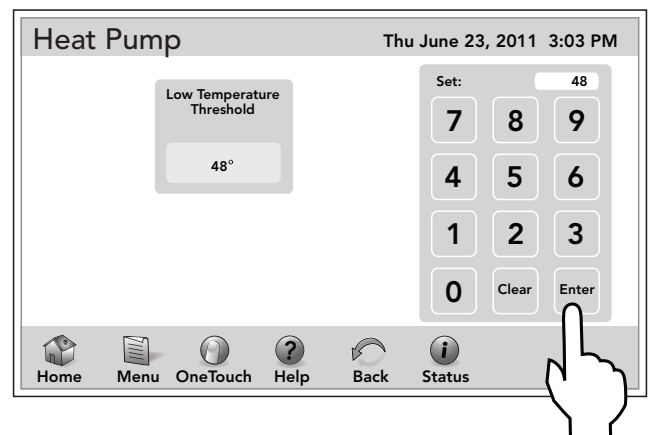 Heat Pump
Thu June 23, 2011 3:03 PM
Low Temperature
Threshold
48°
Set: 48
7 8 9
4 5 6
1 2 3
0 Clear Enter
? i
Home Menu OneTouch Help Back Status